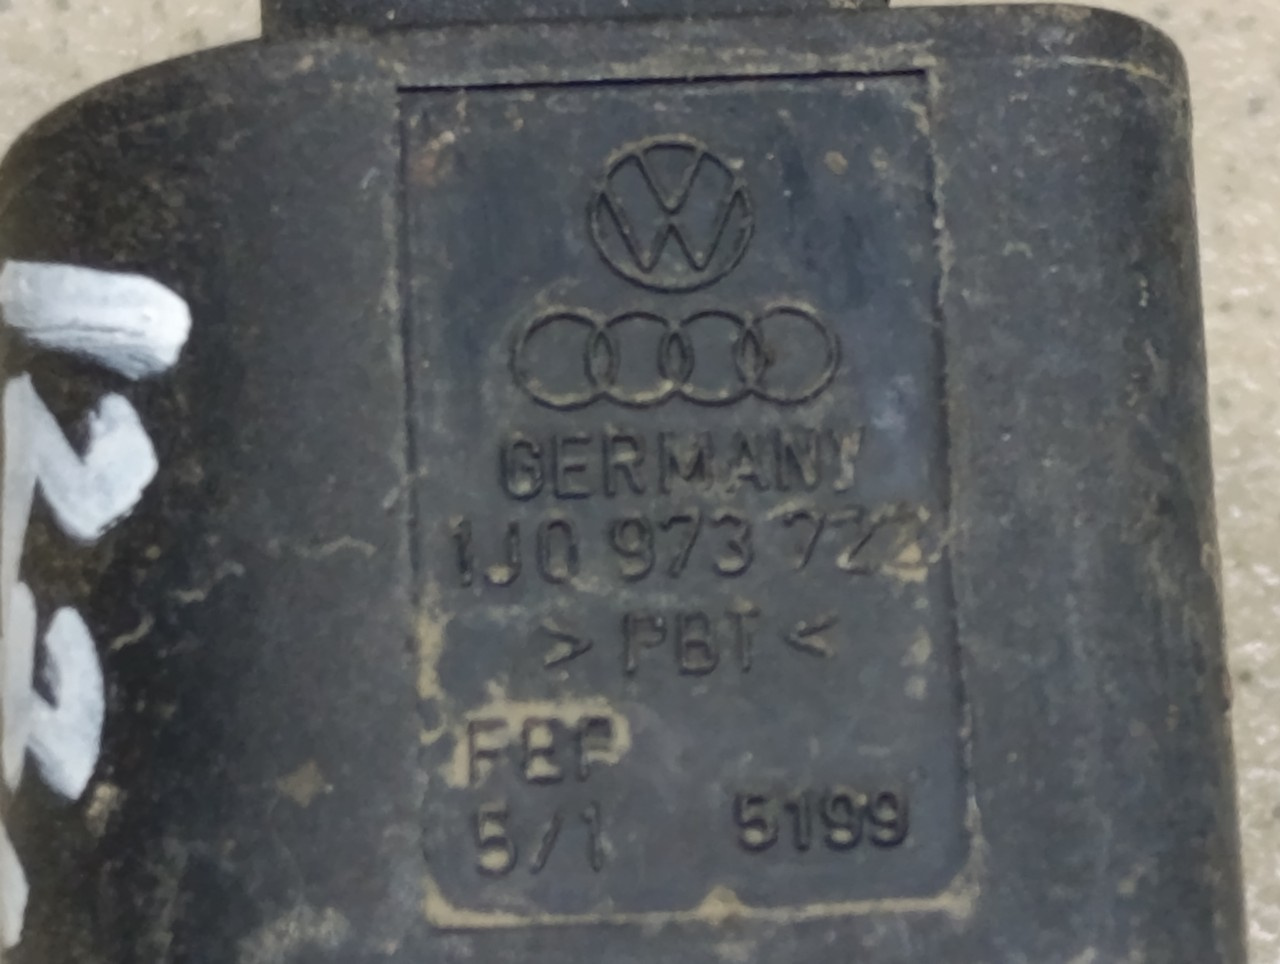 GERMANY
1J0 973 722
> PBT <
FEP
5/1 5199